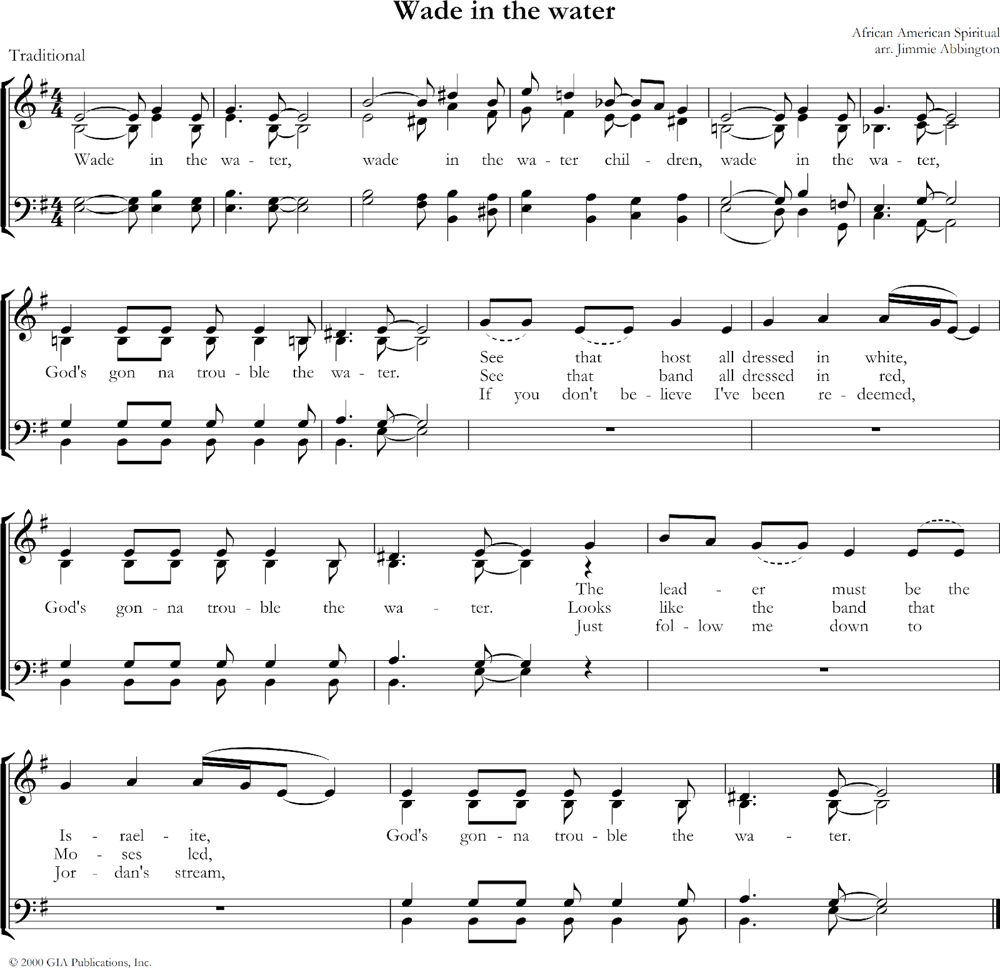 Wade in the water
African American Spiritual
arr. Jimmie Abbington
Traditional
4
4
4
4
Wade in the wa - ter, wade in the wa - ter chil - dren, wade in the wa - ter,
See that host all dressed in white,
God's gon na trou - ble the wa - ter. See that band all dressed in red,
If you don't be - lieve I've been re - deemed,
The lead - er must be the
God's gon - na trou - ble the wa - ter. Looks like the band that
Just fol - low me down to
Is - rael - ite, God's gon - na trou - ble the wa - ter.
Mo - ses led,
Jor - dan's stream,
© 2000 GIA Publications, Inc.